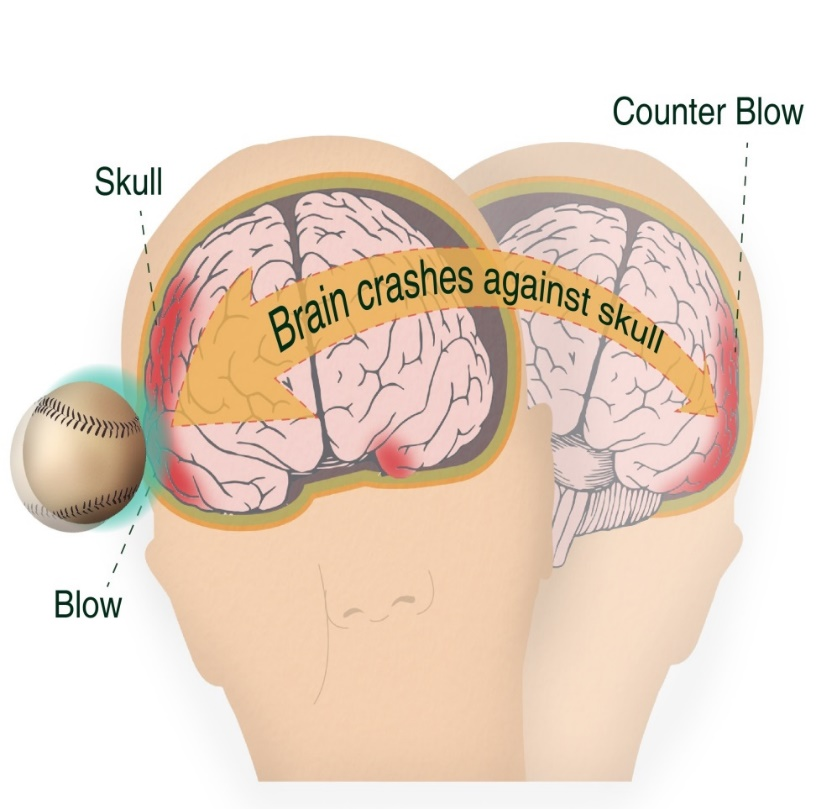 Counter Blow
Skull
Brain crashes against skull
Blow